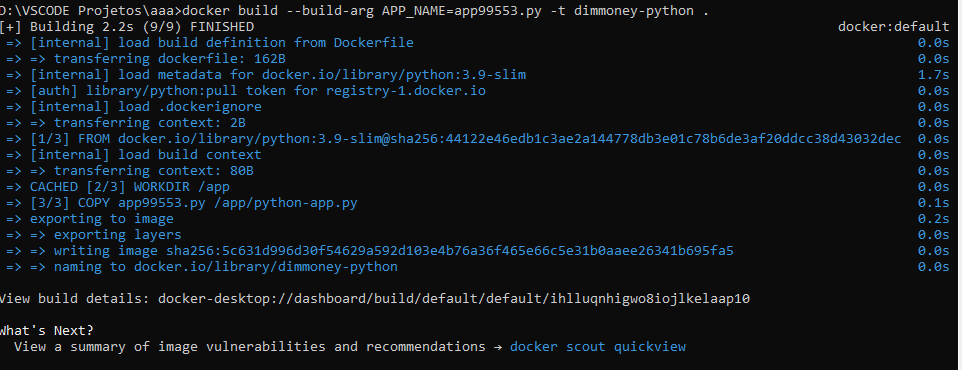 D:\VSCODE Projetos\aaa>docker build --build-arg APP_NAME=app99553.py -t dimmoney-python .
[+] Building 2.2s (9/9) FINISHED docker:default
=> [internal] load build definition from Dockerfile 0.0s
=> => transferring dockerfile: 162B 0.0s
=> [internal] load metadata for docker.io/library/python:3.9-slim 1.7s
=> [auth] library/python:pull token for registry-1.docker.io 0.0s
=> [internal] load .dockerignore 0.0s
=> => transferring context: 2B 0.0s
=> [1/3] FROM docker.io/library/python:3.9-slim@sha256:44122e46edb1c3ae2a144778db3e01c78b6de3af20ddcc38d43032dec 0.0s
=> [internal] load build context 0.0s
=> => transferring context: 80B 0.0s
=> CACHED [2/3] WORKDIR /app 0.0s
=> [3/3] COPY app99553.py /app/python-app.py 0.1s
=> exporting to image 0.2s
=> => exporting layers 0.0s
=> => writing image sha256:5c631d996d30f54629a592d103e4b76a36f465e66c5e31b0aaee26341b695fa5 0.0s
=> => naming to docker.io/library/dimmoney-python 0.0s
View build details: docker-desktop://dashboard/build/default/default/ihlluqnhigwo8iojlkelaap10
What's Next?
View a summary of image vulnerabilities and recommendations → docker scout quickview